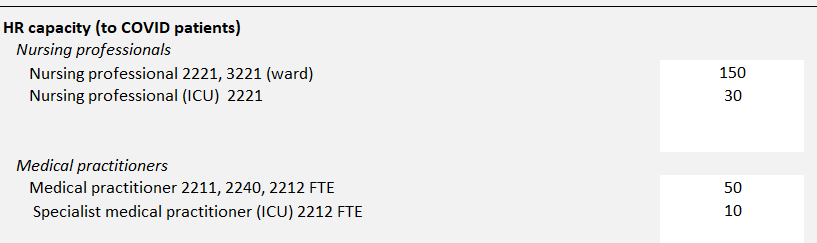 HR capacity (to COVID patients)
Nursing professionals
Nursing professional 2221, 3221 (ward) 150
Nursing professional (ICU) 2221 30
Medical practitioners
Medical practitioner 2211, 2240, 2212 FTE 50
Specialist medical practitioner (ICU) 2212 FTE 10